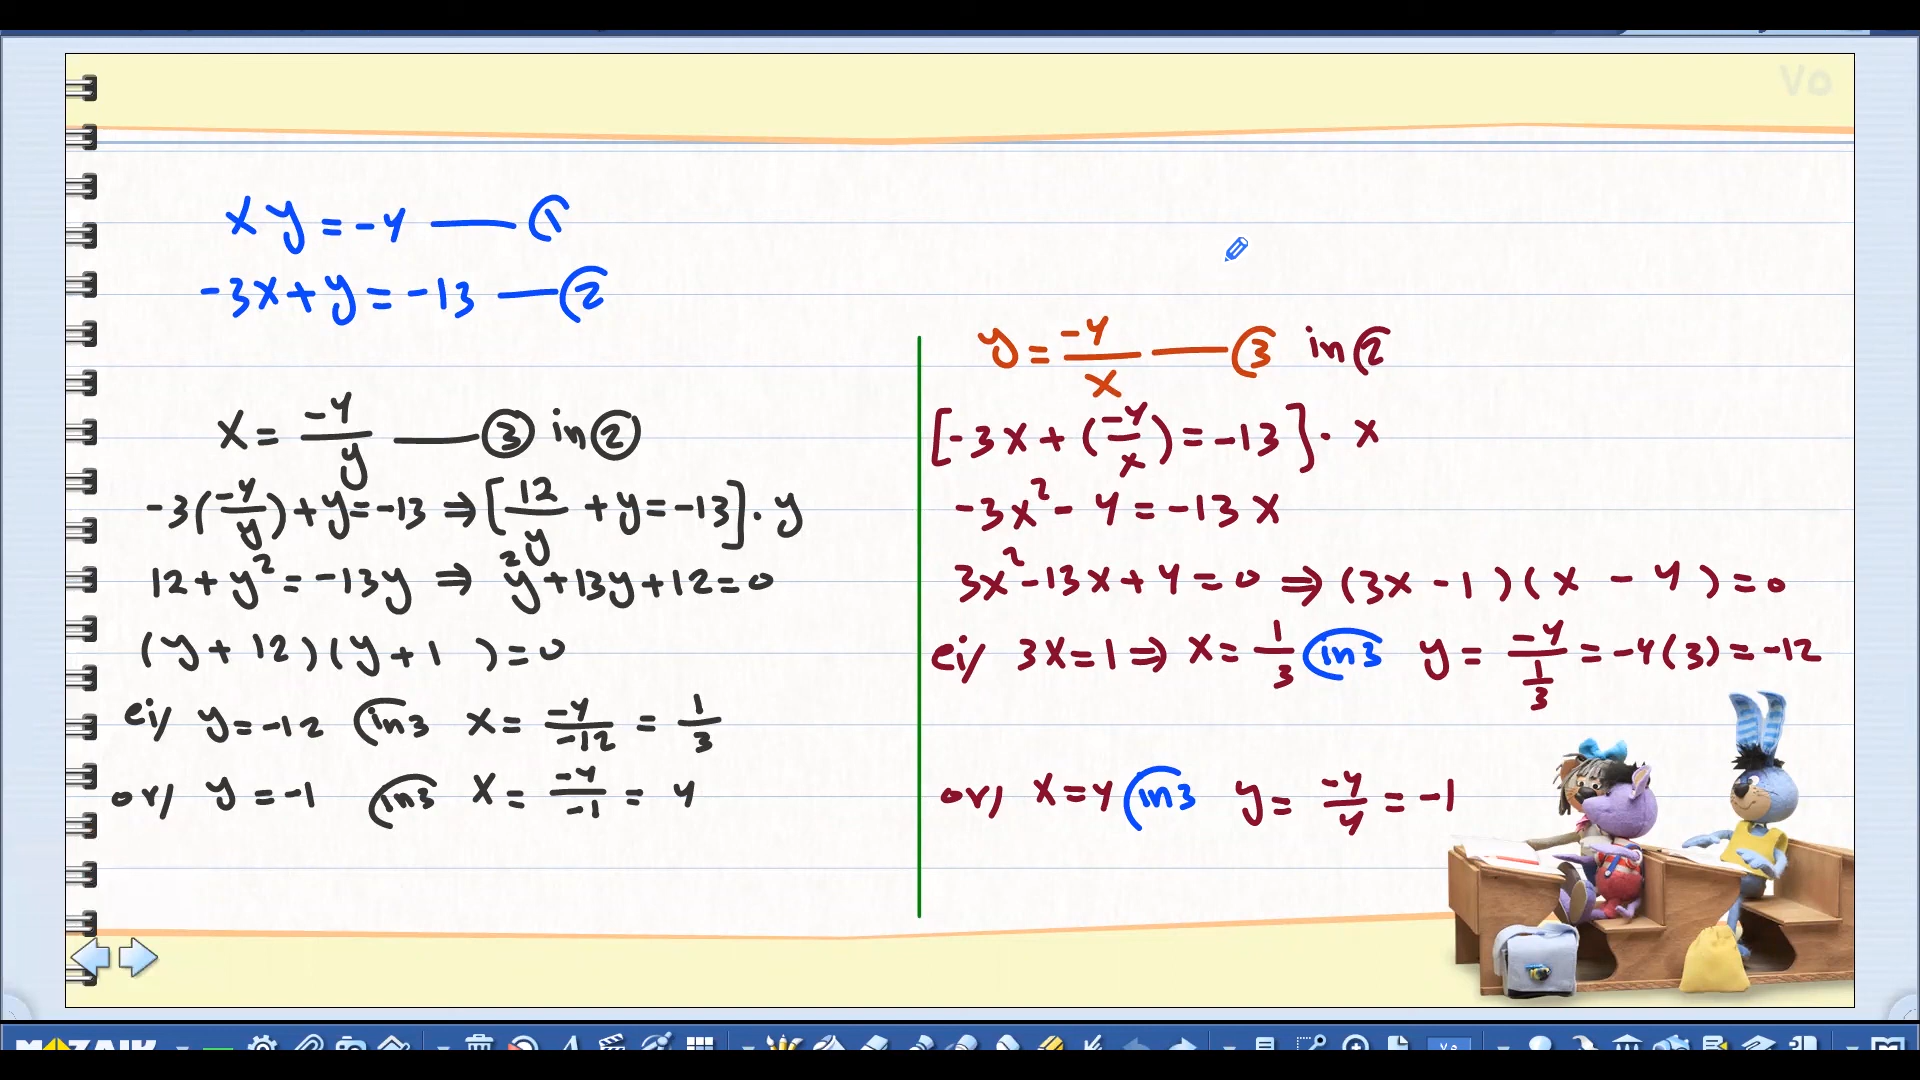 ٧٥
xy = -4 —— ①
-3x + y = -13 —— ②
x = -4/y —— ③ in ②
-3(-4/y) + y = -13 ⇒ [12/y + y = -13] . y
12 + y² = -13y ⇒ y² + 13y + 12 = 0
(y + 12)(y + 1) = 0
ei/ y = -12 in3 x = -4/-12 = 1/3
or/ y = -1 in3 x = -4/-1 = 4
y = -4/x —— ③ in ②
[-3x + (-4/x) = -13] . x
-3x² - 4 = -13x
3x² - 13x + 4 = 0 ⇒ (3x - 1)(x - 4) = 0
ei/ 3x = 1 ⇒ x = 1/3 in3 y = -4/(1/3) = -4(3) = -12
or/ x = 4 in3 y = -4/4 = -1
MOZAIK
٧٥